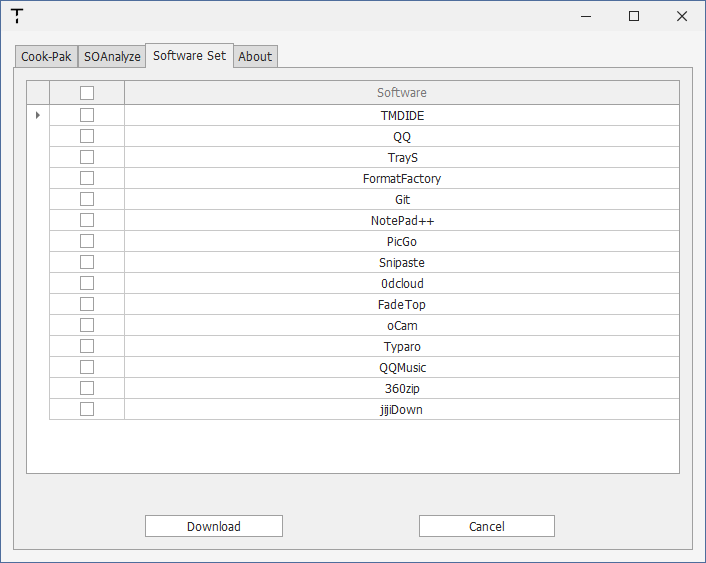 Cook-Pak SOAnalyze Software Set About
Software
TMDIDE
QQ
TrayS
FormatFactory
Git
NotePad++
PicGo
Snipaste
0dcloud
FadeTop
oCam
Typaro
QQMusic
360zip
jijiDown
Download Cancel